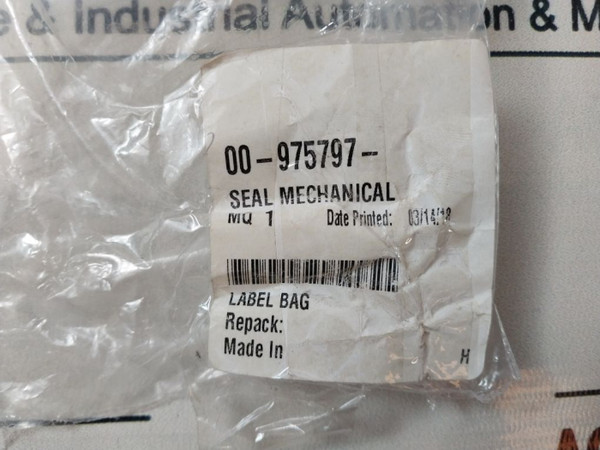 & Industrial Automation & M
00-975797-
SEAL MECHANICAL
MQ 1 Date Printed: 03/14/18
LABEL BAG
Repack:
Made In
H